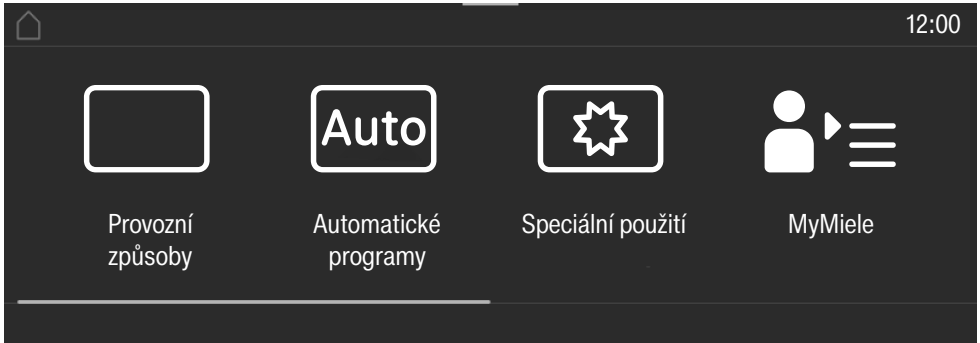 12:00
Auto
Provozní
způsoby
Automatické
programy
Speciální použití
MyMiele